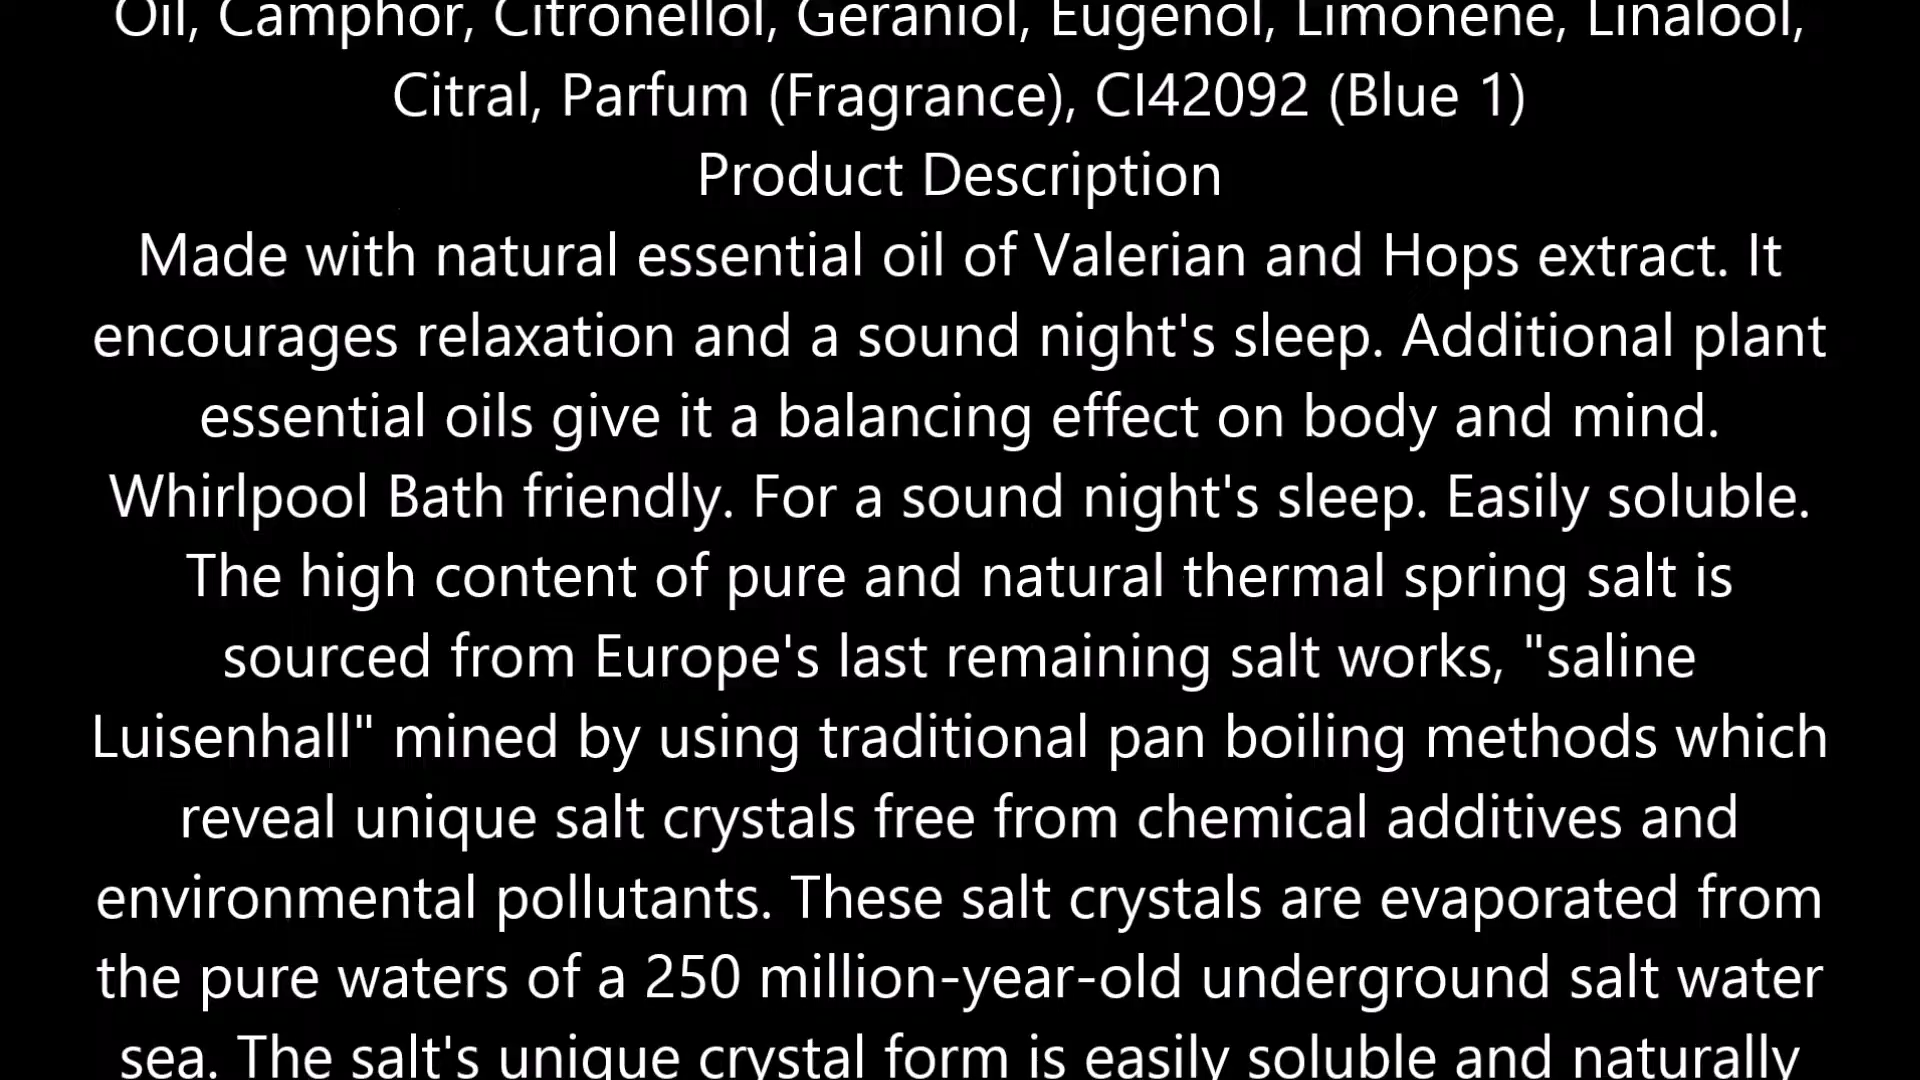 Oil, Camphor, Citronellol, Geraniol, Eugenol, Limonene, Linalool,
Citral, Parfum (Fragrance), CI42092 (Blue 1)
Product Description
Made with natural essential oil of Valerian and Hops extract. It
encourages relaxation and a sound night's sleep. Additional plant
essential oils give it a balancing effect on body and mind.
Whirlpool Bath friendly. For a sound night's sleep. Easily soluble.
The high content of pure and natural thermal spring salt is
sourced from Europe's last remaining salt works, "saline
Luisenhall" mined by using traditional pan boiling methods which
reveal unique salt crystals free from chemical additives and
environmental pollutants. These salt crystals are evaporated from
the pure waters of a 250 million-year-old underground salt water
sea. The salt's unique crystal form is easily soluble and naturally